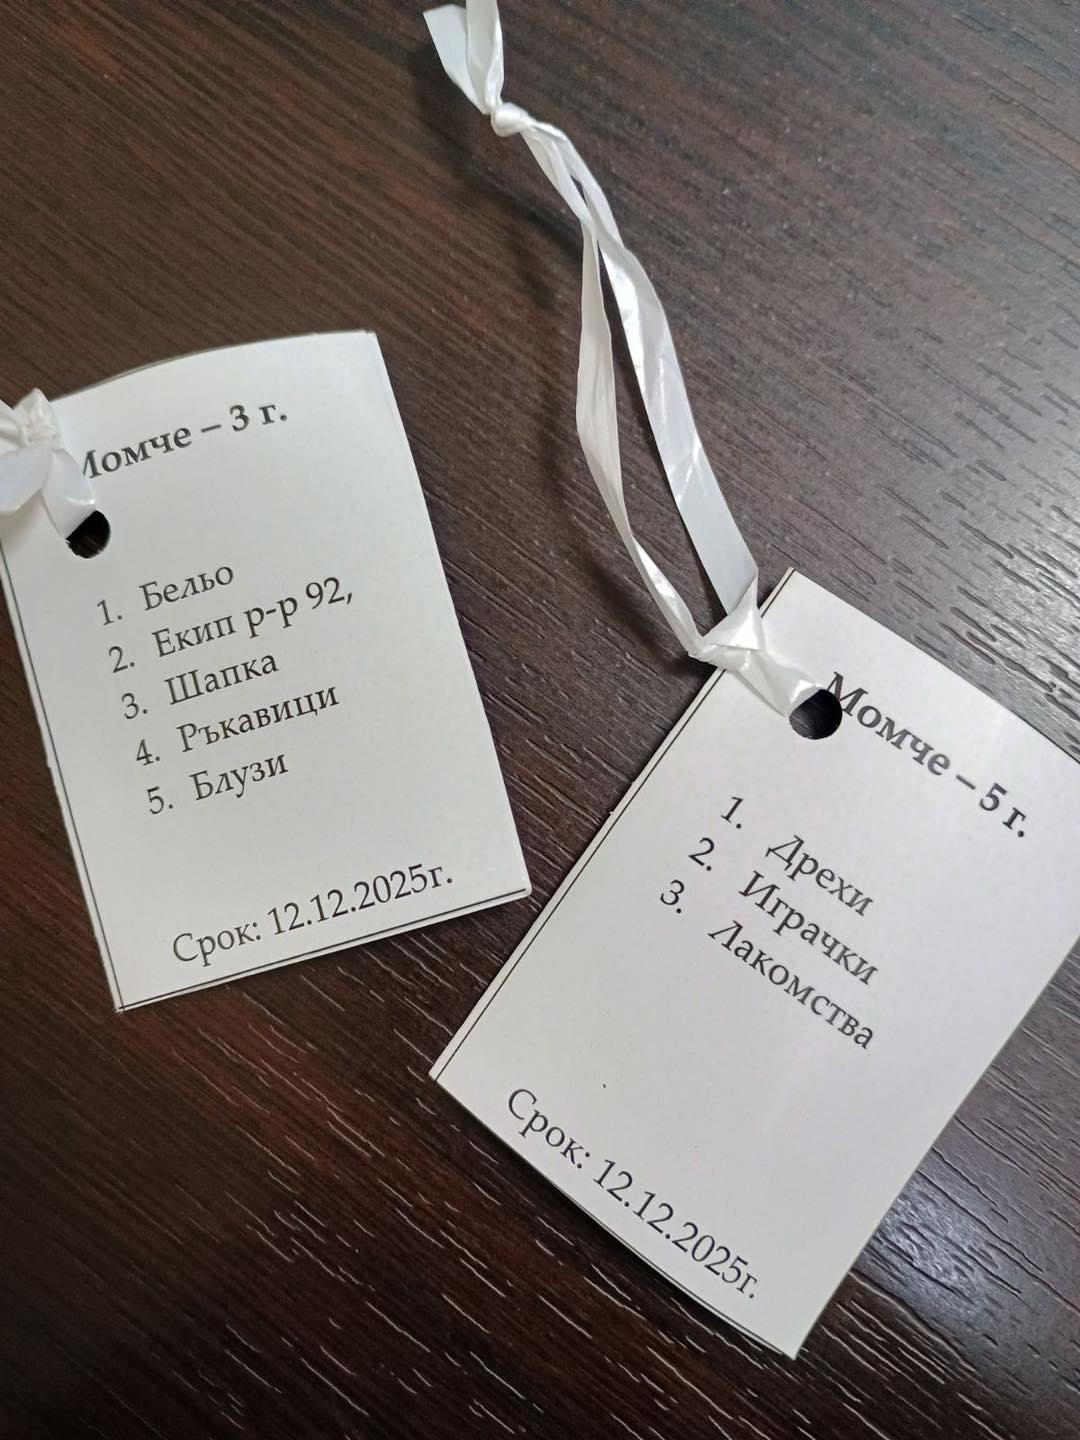 Момче – 3 г.
1. Бельо
2. Екип р-р 92,
3. Шапка
4. Ръкавици
5. Блузи
Срок: 12.12.2025г.
Момче – 5 г.
1. Дрехи
2. Играчки
3. Лакомства
Срок: 12.12.2025г.